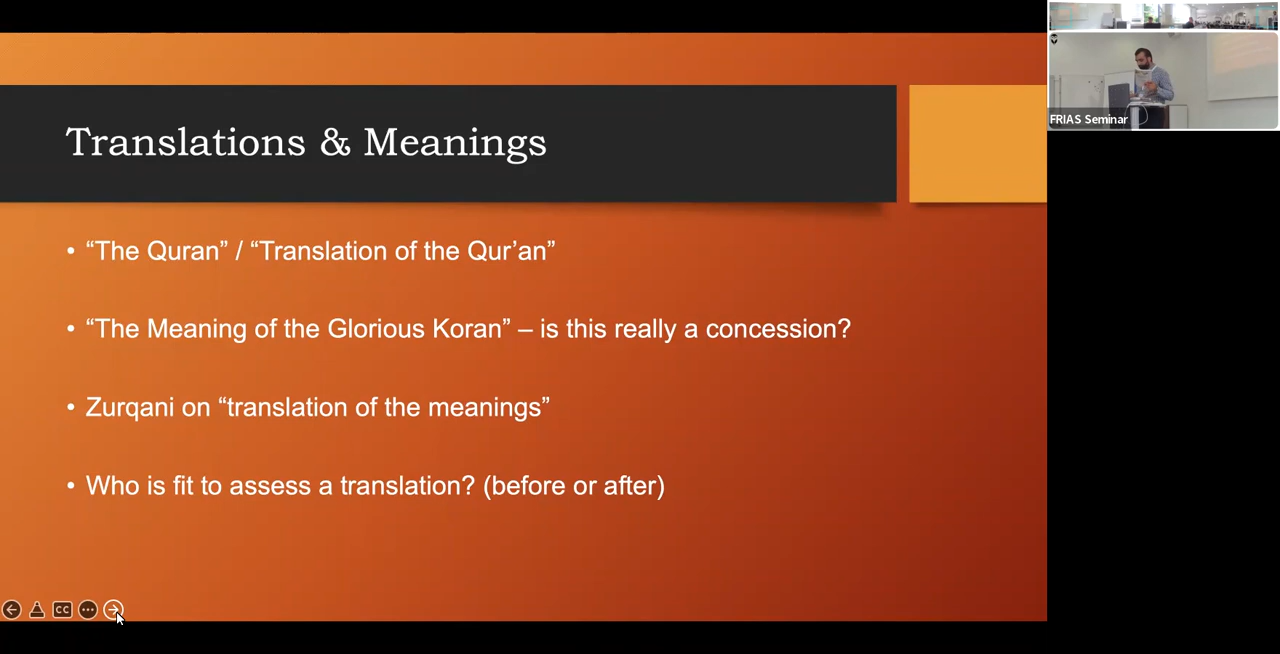 Translations & Meanings
• “The Quran” / “Translation of the Qur’an”
• “The Meaning of the Glorious Koran” – is this really a concession?
• Zurqani on “translation of the meanings”
• Who is fit to assess a translation? (before or after)
FRIAS Seminar
CC